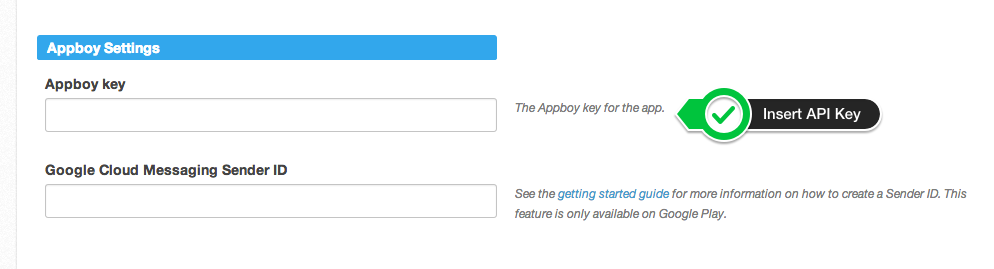 Appboy Settings
Appboy key
The Appboy key for the app.
Insert API Key
Google Cloud Messaging Sender ID
See the getting started guide for more information on how to create a Sender ID. This
feature is only available on Google Play.